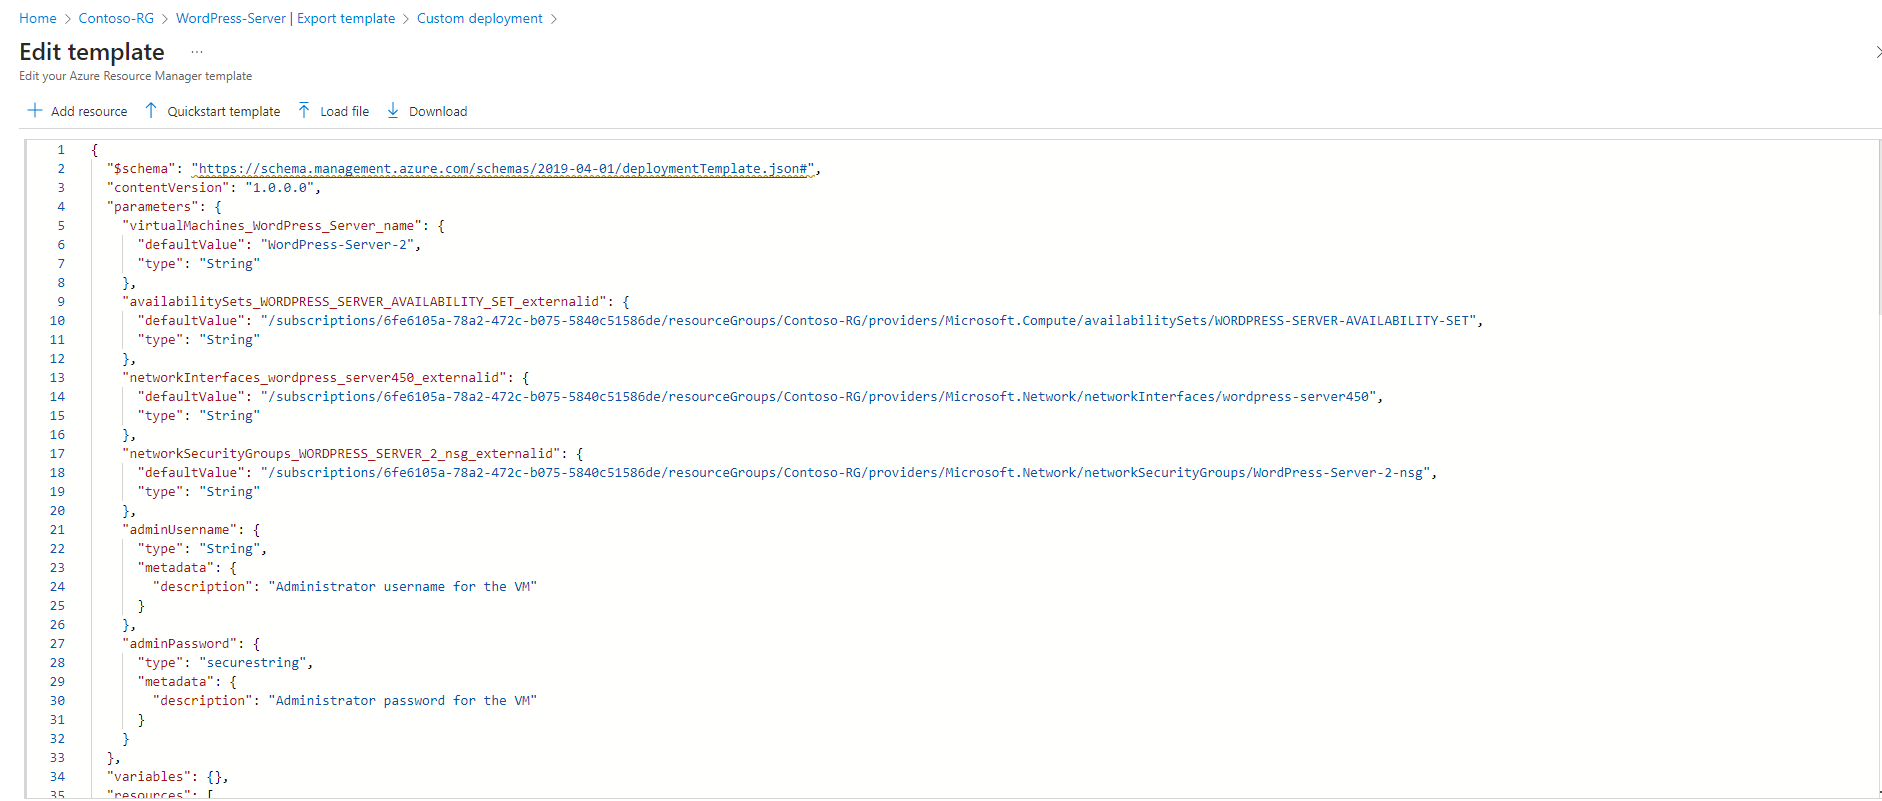 Home > Contoso-RG > WordPress-Server | Export template > Custom deployment >
Edit template ...
Edit your Azure Resource Manager template
Add resource Quickstart template Load file Download
1 {
2 "$schema": "https://schema.management.azure.com/schemas/2019-04-01/deploymentTemplate.json#",
3 "contentVersion": "1.0.0.0",
4 "parameters": {
5 "virtualMachines_WordPress_Server_name": {
6 "defaultValue": "WordPress-Server-2",
7 "type": "String"
8 },
9 "availabilitySets_WORDPRESS_SERVER_AVAILABILITY_SET_externalid": {
10 "defaultValue": "/subscriptions/6fe6105a-78a2-472c-b075-5840c51586de/resourceGroups/Contoso-RG/providers/Microsoft.Compute/availabilitySets/WORDPRESS-SERVER-AVAILABILITY-SET",
11 "type": "String"
12 },
13 "networkInterfaces_wordpress_server450_externalid": {
14 "defaultValue": "/subscriptions/6fe6105a-78a2-472c-b075-5840c51586de/resourceGroups/Contoso-RG/providers/Microsoft.Network/networkInterfaces/wordpress-server450",
15 "type": "String"
16 },
17 "networkSecurityGroups_WORDPRESS_SERVER_2_nsg_externalid": {
18 "defaultValue": "/subscriptions/6fe6105a-78a2-472c-b075-5840c51586de/resourceGroups/Contoso-RG/providers/Microsoft.Network/networkSecurityGroups/WordPress-Server-2-nsg",
19 "type": "String"
20 },
21 "adminUsername": {
22 "type": "String",
23 "metadata": {
24 "description": "Administrator username for the VM"
25 }
26 },
27 "adminPassword": {
28 "type": "securestring",
29 "metadata": {
30 "description": "Administrator password for the VM"
31 }
32 }
33 },
34 "variables": {},
35 "resources": [